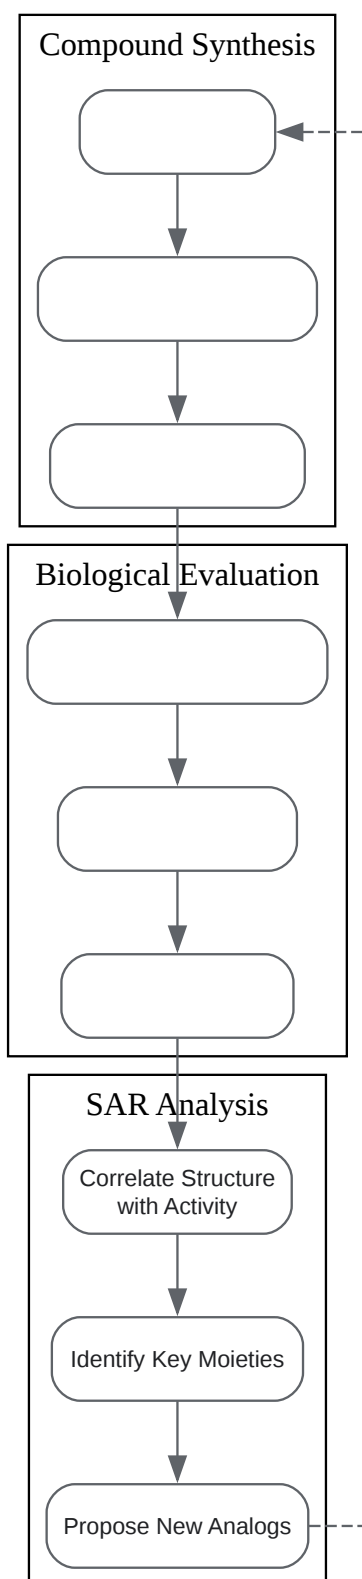 Compound Synthesis
Biological Evaluation
SAR Analysis
Correlate Structure
with Activity
Identify Key Moieties
Propose New Analogs